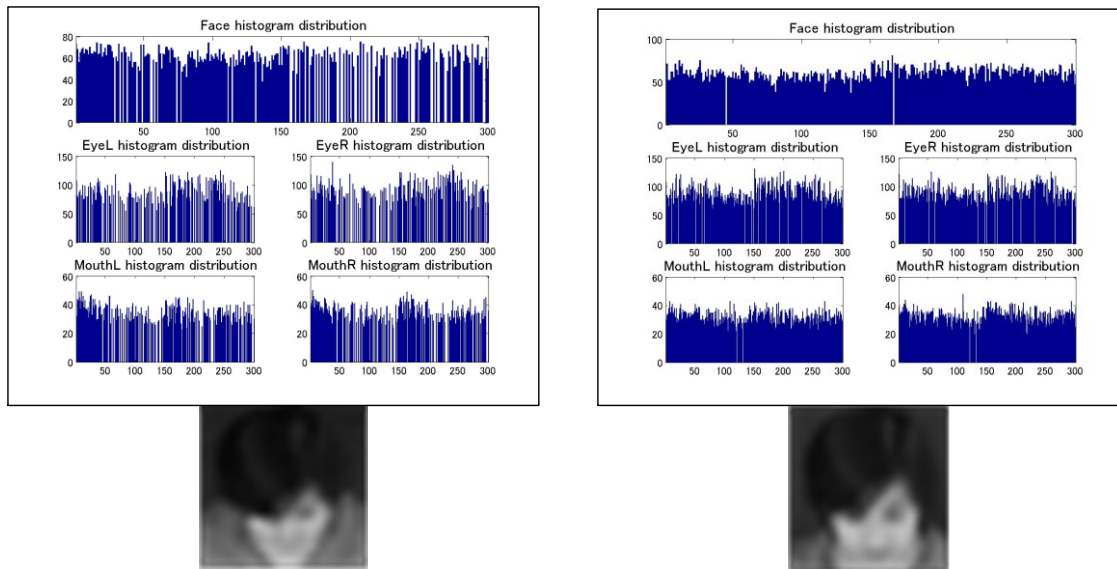 Face histogram distribution
80
60
40
20
0
50 100 150 200 250 300
EyeL histogram distribution EyeR histogram distribution
150 150
100 100
50 50
0 0
50 100 150 200 250 300 50 100 150 200 250 300
MouthL histogram distribution MouthR histogram distribution
60 60
40 40
20 20
0 0
50 100 150 200 250 300 50 100 150 200 250 300
Face histogram distribution
100
50
0
50 100 150 200 250 300
EyeL histogram distribution EyeR histogram distribution
150 150
100 100
50 50
0 0
50 100 150 200 250 300 50 100 150 200 250 300
MouthL histogram distribution MouthR histogram distribution
60 60
40 40
20 20
0 0
50 100 150 200 250 300 50 100 150 200 250 300